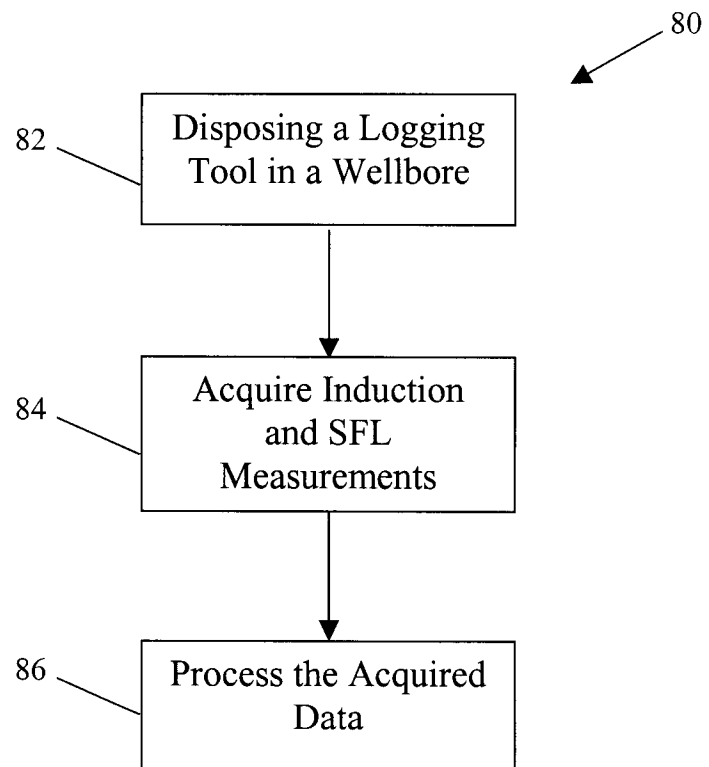 80
82
Disposing a Logging
Tool in a Wellbore
84
Acquire Induction
and SFL
Measurements
86
Process the Acquired
Data